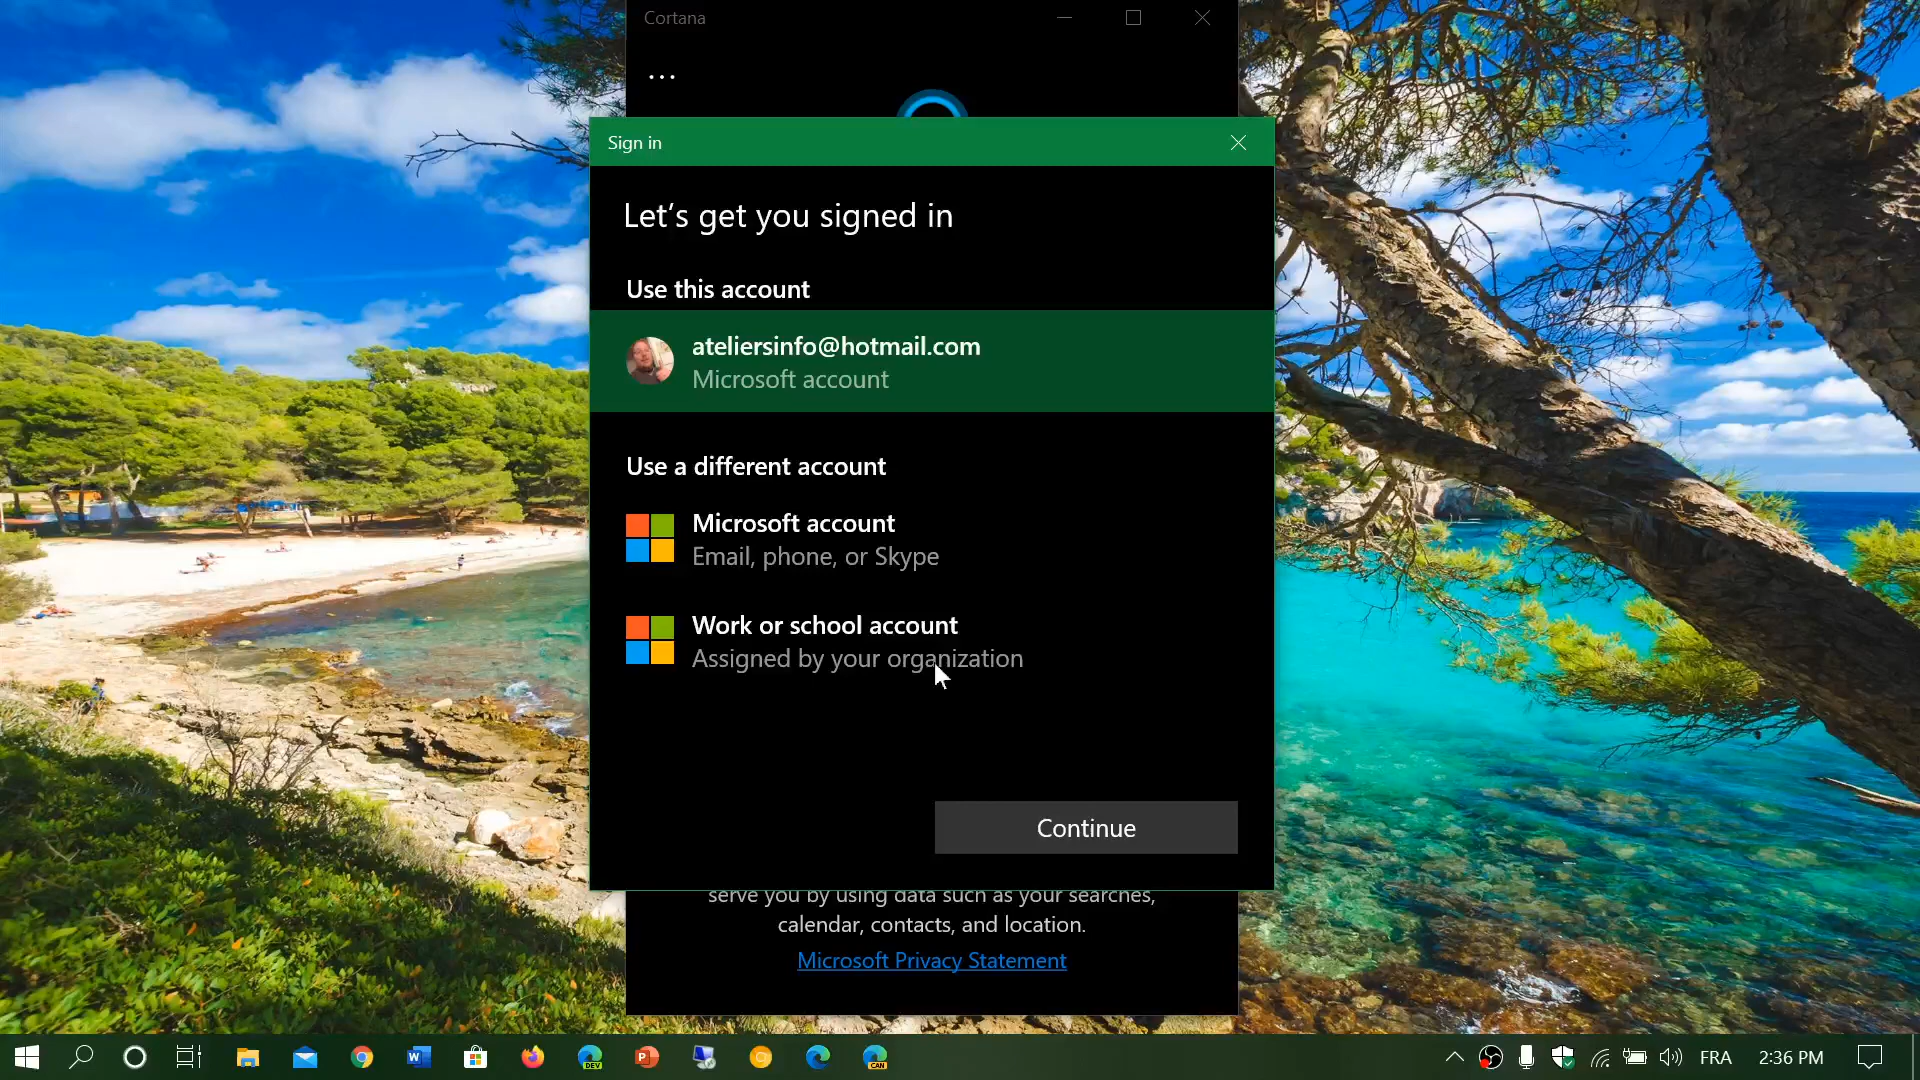 Cortana
...
Sign in
Let's get you signed in
Use this account
ateliersinfo@hotmail.com
Microsoft account
Use a different account
Microsoft account
Email, phone, or Skype
Work or school account
Assigned by your organization
Continue
serve you by using data such as your searches,
calendar, contacts, and location.
Microsoft Privacy Statement
DEV
CAN
FRA
2:36 PM